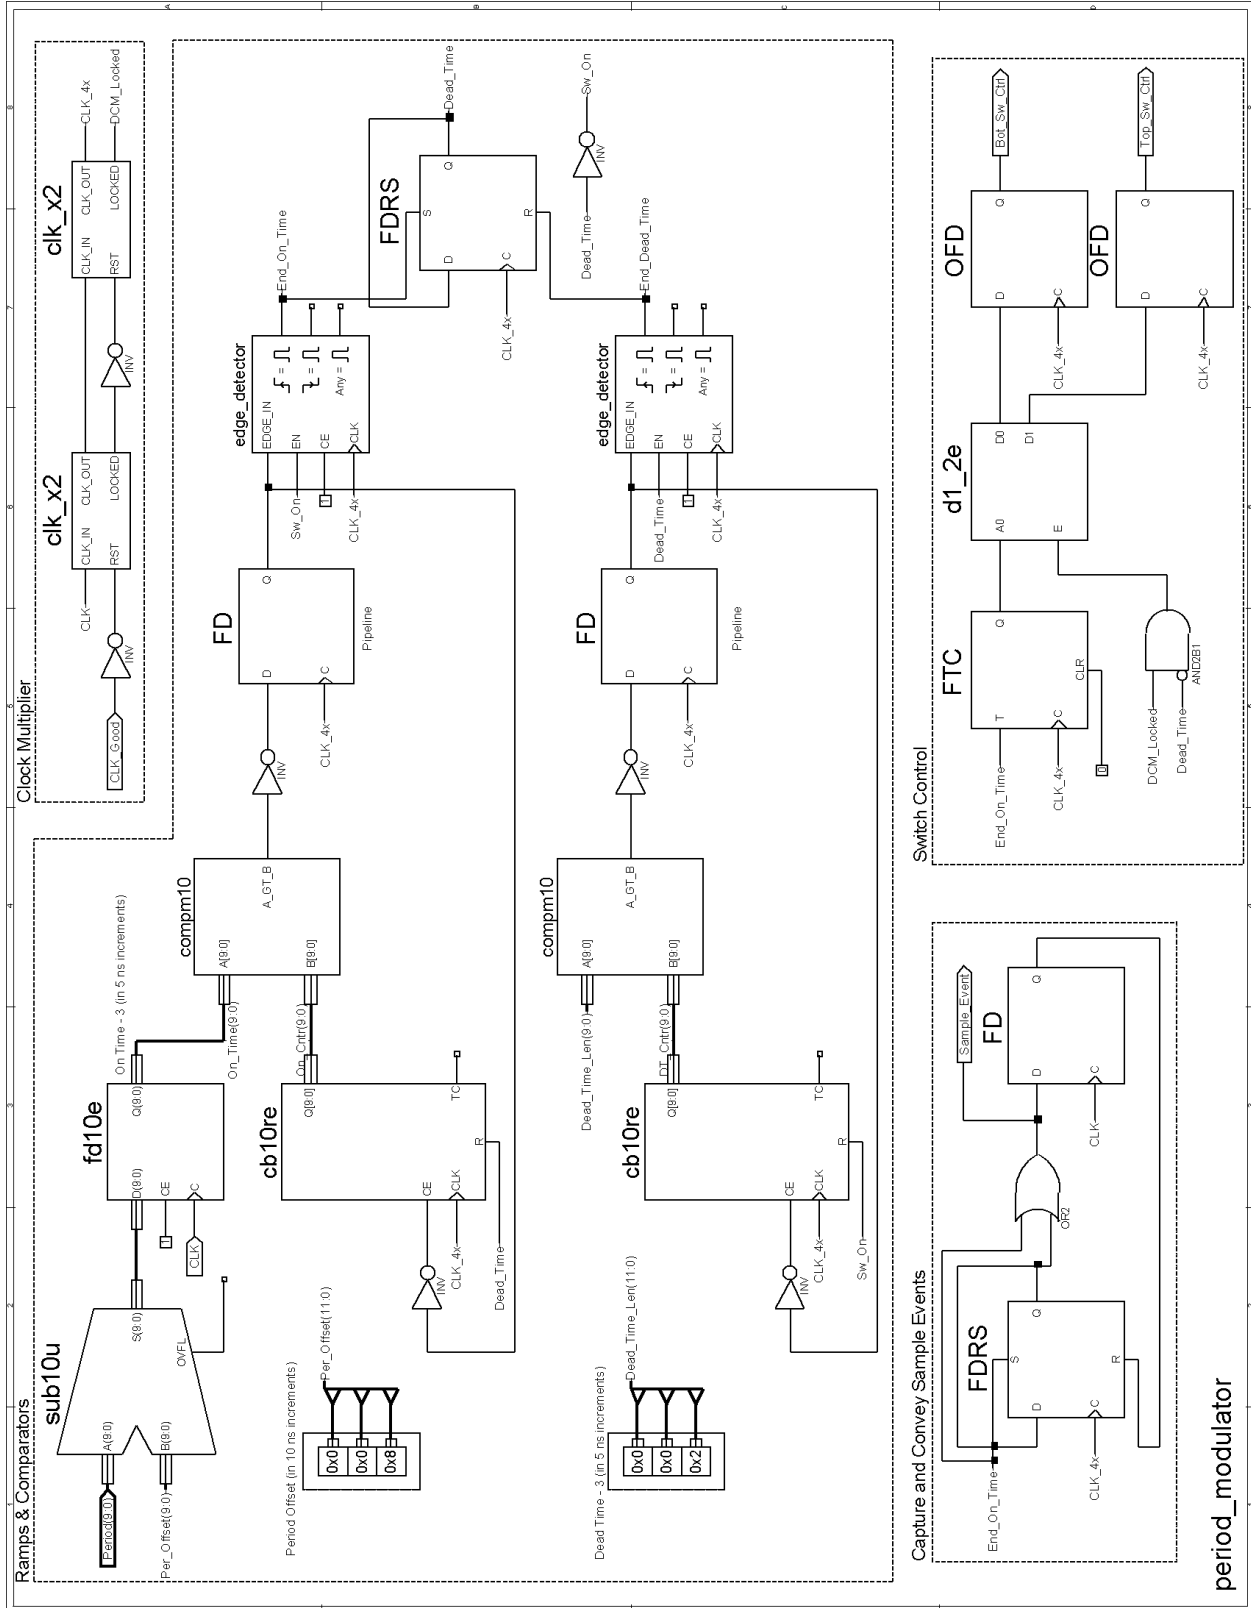 Clock Multiplier
CLK_Good
INV
CLK
clk_x2
CLK_IN
CLK_OUT
RST
LOCKED
INV
clk_x2
CLK_IN
CLK_OUT
RST
LOCKED
CLK_4x
DCM_Locked
Ramps & Comparators
Period(9:0)
Per_Offset(9:0)
sub10u
A(9:0)
B(9:0)
S(9:0)
OVFL
1
CLK
fd10e
D(9:0)
Q(9:0)
CE
C
On Time - 3 (in 5 ns increments)
On_Time(9:0)
Period Offset (in 10 ns increments)
0x0
0x0
0x8
Per_Offset(11:0)
INV
CLK_4x
Dead_Time
cb10re
Q[9:0]
CE
CLK
R
TC
On_Cntr(9:0)
compm10
A[9:0]
B[9:0]
A_GT_B
INV
CLK_4x
FD
D
Q
C
Pipeline
Sw_On
1
CLK_4x
edge_detector
EDGE_IN
EN
CE
CLK
=
=
Any =
End_On_Time
FDRS
D
S
Q
C
R
CLK_4x
Dead_Time
Dead_Time
INV
Sw_On
Dead Time - 3 (in 5 ns increments)
0x0
0x0
0x2
Dead_Time_Len(11:0)
INV
CLK_4x
Sw_On
cb10re
Q[9:0]
CE
CLK
R
TC
Dead_Time_Len(9:0)
DT_Cntr(9:0)
compm10
A[9:0]
B[9:0]
A_GT_B
INV
CLK_4x
FD
D
Q
C
Pipeline
Dead_Time
1
CLK_4x
edge_detector
EDGE_IN
EN
CE
CLK
=
=
Any =
End_Dead_Time
Capture and Convey Sample Events
End_On_Time
CLK_4x
FDRS
D
S
Q
C
R
OR2
Sample_Event
CLK
FD
D
Q
C
Switch Control
End_On_Time
CLK_4x
0
FTC
T
Q
C
CLR
DCM_Locked
Dead_Time
AND2B1
d1_2e
A0
E
D0
D1
CLK_4x
OFD
D
Q
C
Bot_Sw_Ctrl
CLK_4x
OFD
D
Q
C
Top_Sw_Ctrl
period_modulator